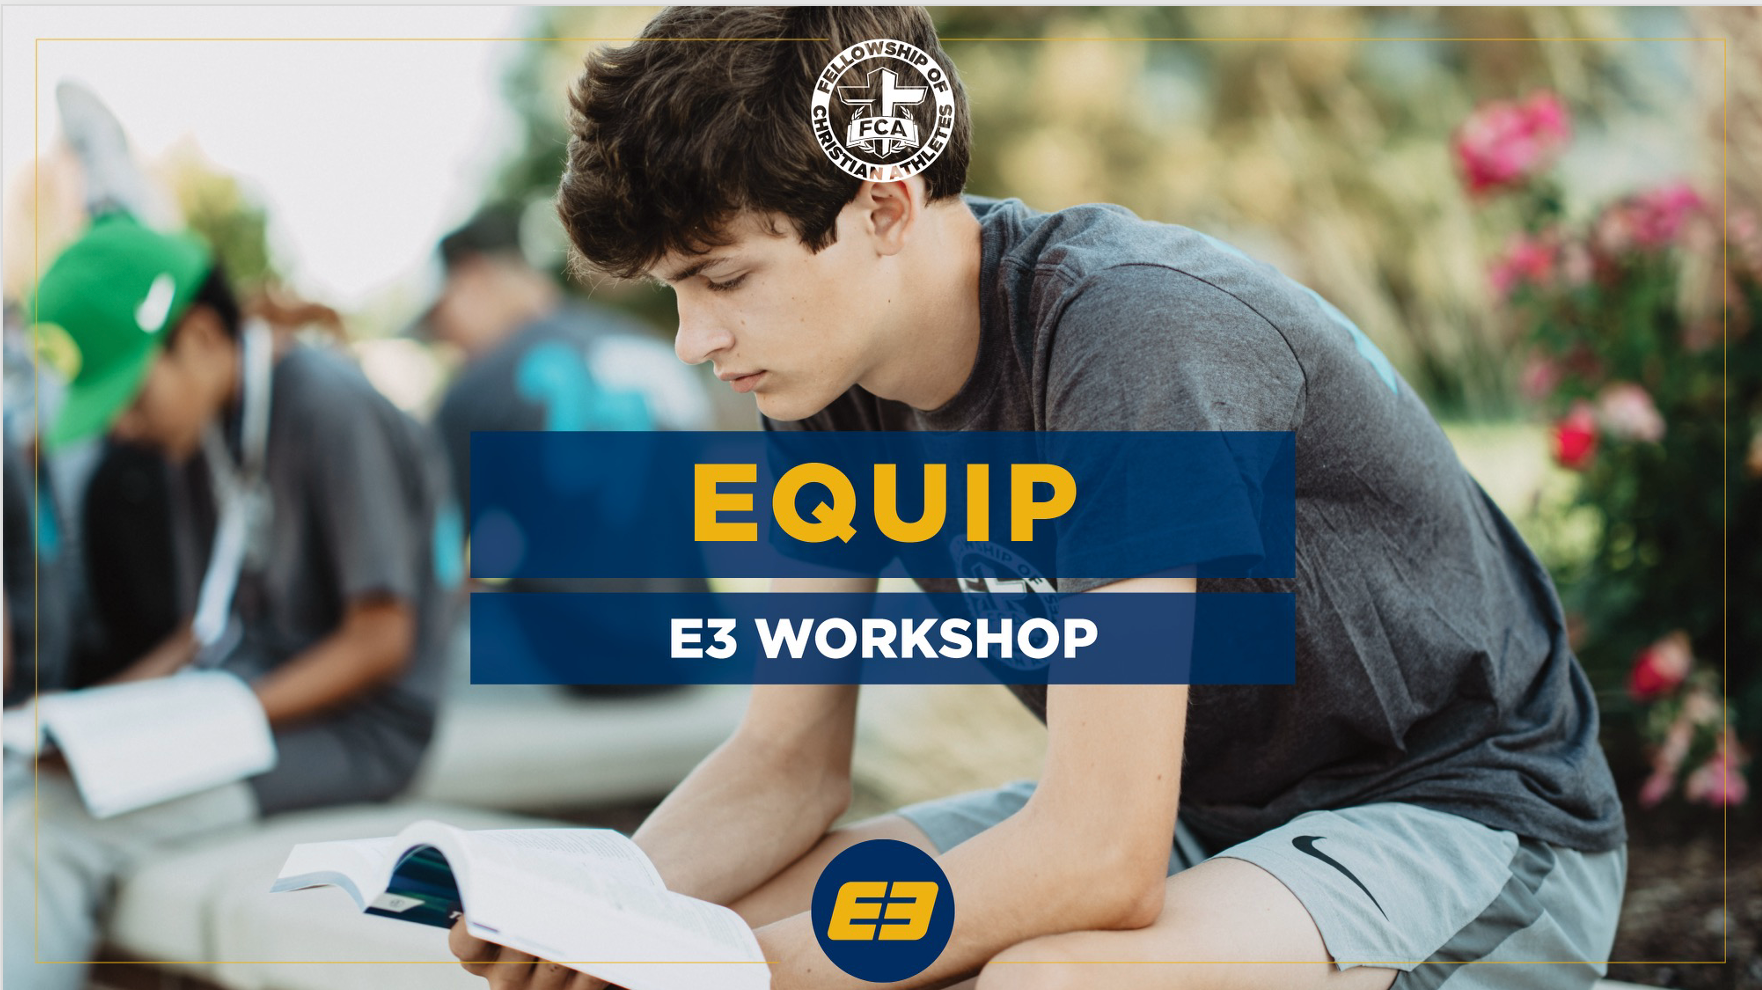 FELLOWSHIP OF
CHRISTIAN ATHLETES
FCA
EQUIP
E3 WORKSHOP
E3